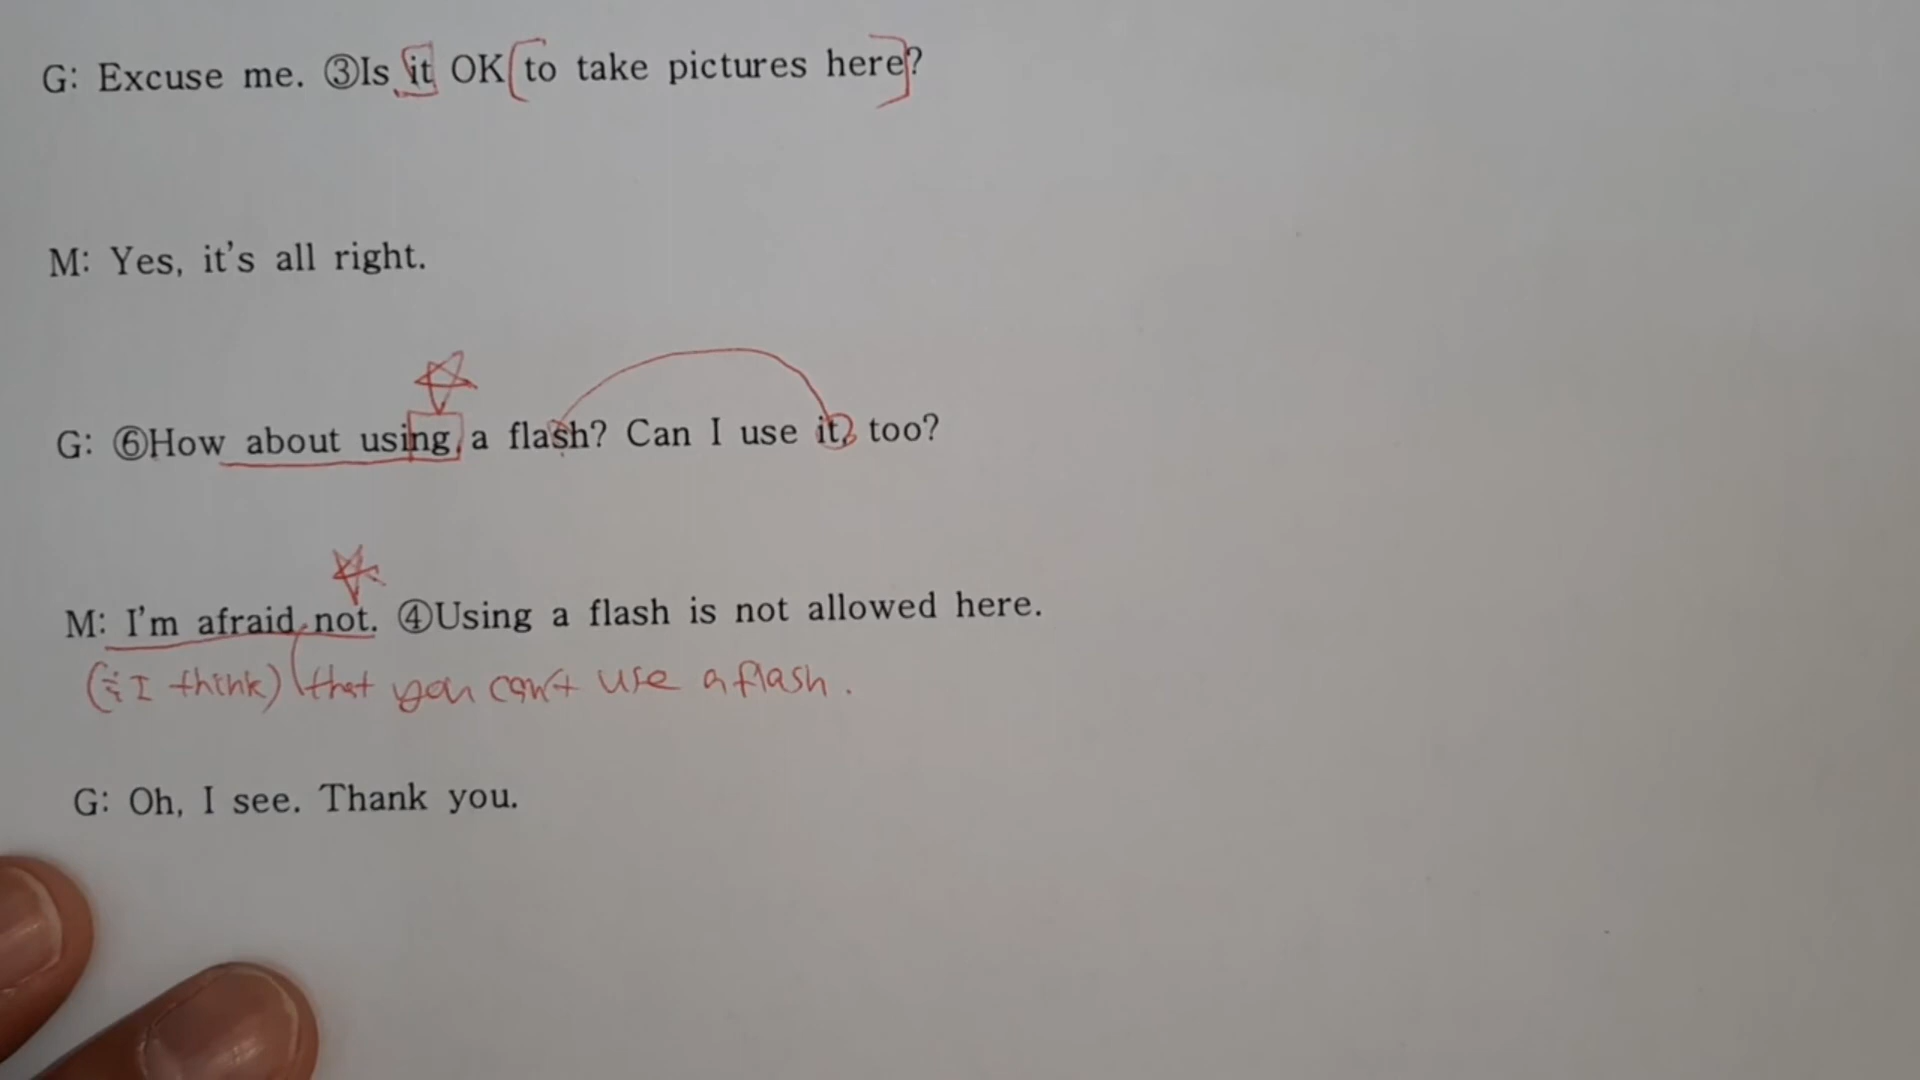 G: Excuse me. ③Is it OK to take pictures here?
M: Yes, it's all right.
G: ⑥How about using a flash? Can I use it, too?
M: I'm afraid not. ④Using a flash is not allowed here.
(≒I think) that you can't use a flash.
G: Oh, I see. Thank you.